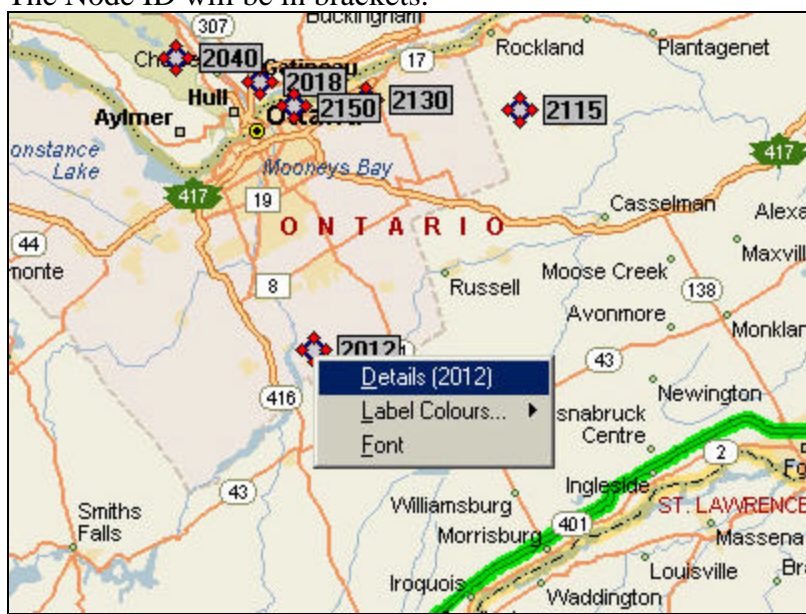 The Node ID will be in brackets.
Buckingham
307
Rockland
Plantagenet
2040
Gatineau
17
2018
Hull
2150
2130
2115
Aylmer
onstance
Lake
Mooneys Bay
417
417
19
Casselman
Alexa
ONTARIO
44
Maxvill
monte
8
Russell
Moose Creek
138
Avonmore
Monkla
2012
43
Details (2012)
416
Label Colours...
Newington
snabruck
Centre
Font
2
Fo
Ingleside
43
Williamsburg
ST. LAWRENCE
Smiths
Falls
401
Morrisburg
Massena
Louisville
Bra
Iroquois
Waddington